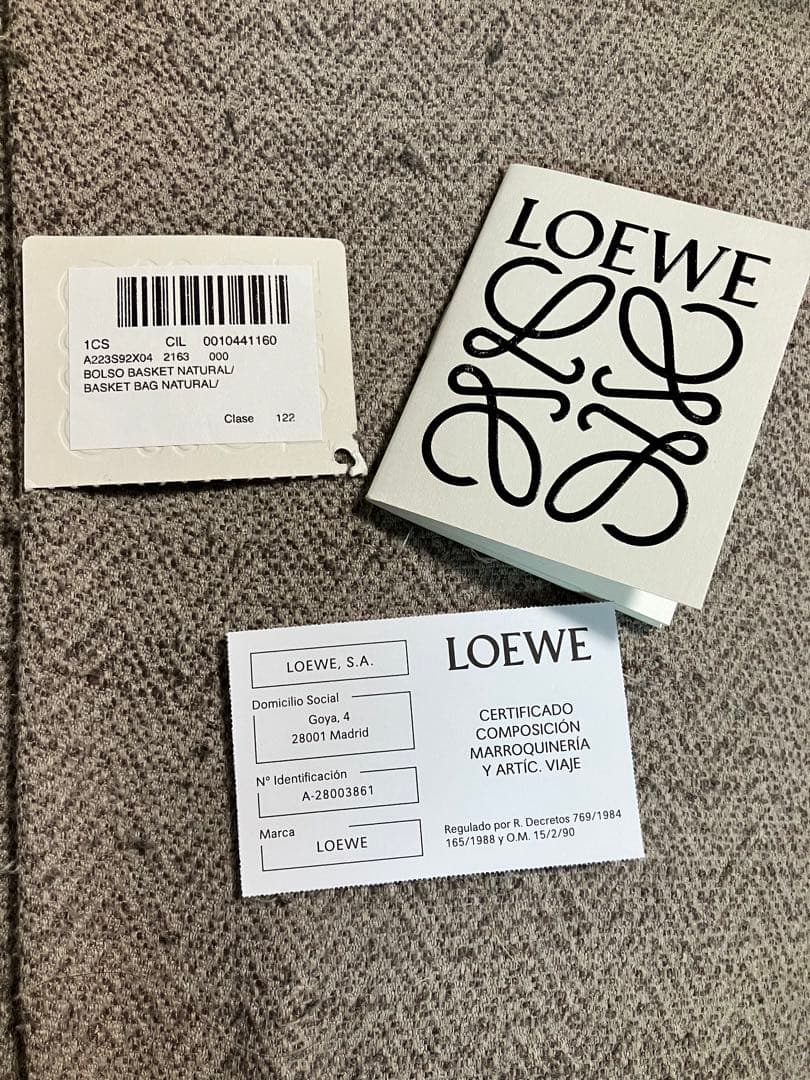 1CS CIL 0010441160
A223S92X04 2163 000
BOLSO BASKET NATURAL/
BASKET BAG NATURAL/
Clase 122
LOEWE
LOEWE, S.A.
Domicilio Social
Goya, 4
28001 Madrid
Nº Identificación
A-28003861
Marca
LOEWE
LOEWE
CERTIFICADO
COMPOSICIÓN
MARROQUINERÍA
Y ARTÍC. VIAJE
Regulado por R. Decretos 769/1984
165/1988 y O.M. 15/2/90